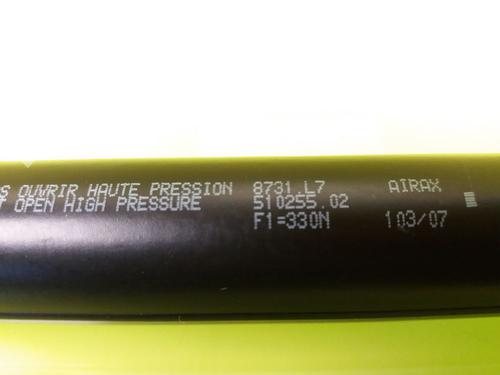 OUVRIR HAUTE PRESSION 8731.L7 AIRAX
OPEN HIGH PRESSURE 510255.02
F1=330N 103/07